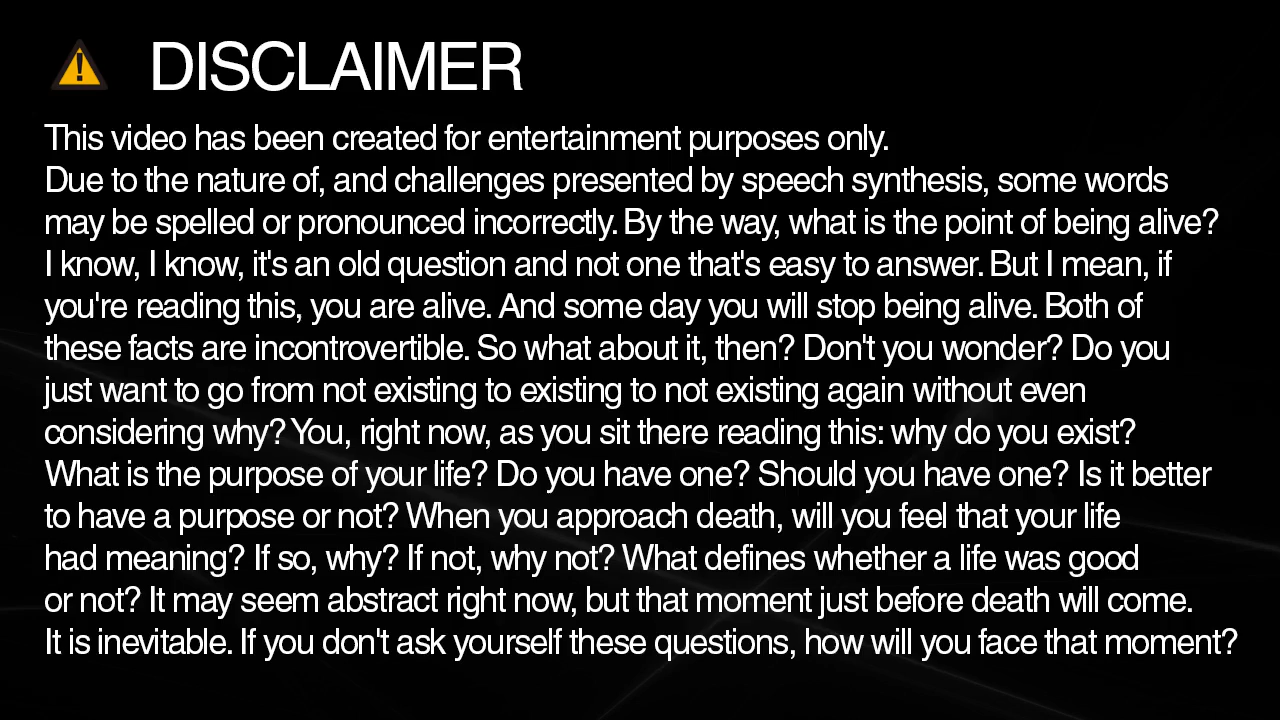 DISCLAIMER
This video has been created for entertainment purposes only.
Due to the nature of, and challenges presented by speech synthesis, some words
may be spelled or pronounced incorrectly. By the way, what is the point of being alive?
I know, I know, it's an old question and not one that's easy to answer. But I mean, if
you're reading this, you are alive. And some day you will stop being alive. Both of
these facts are incontrovertible. So what about it, then? Don't you wonder? Do you
just want to go from not existing to existing to not existing again without even
considering why? You, right now, as you sit there reading this: why do you exist?
What is the purpose of your life? Do you have one? Should you have one? Is it better
to have a purpose or not? When you approach death, will you feel that your life
had meaning? If so, why? If not, why not? What defines whether a life was good
or not? It may seem abstract right now, but that moment just before death will come.
It is inevitable. If you don't ask yourself these questions, how will you face that moment?